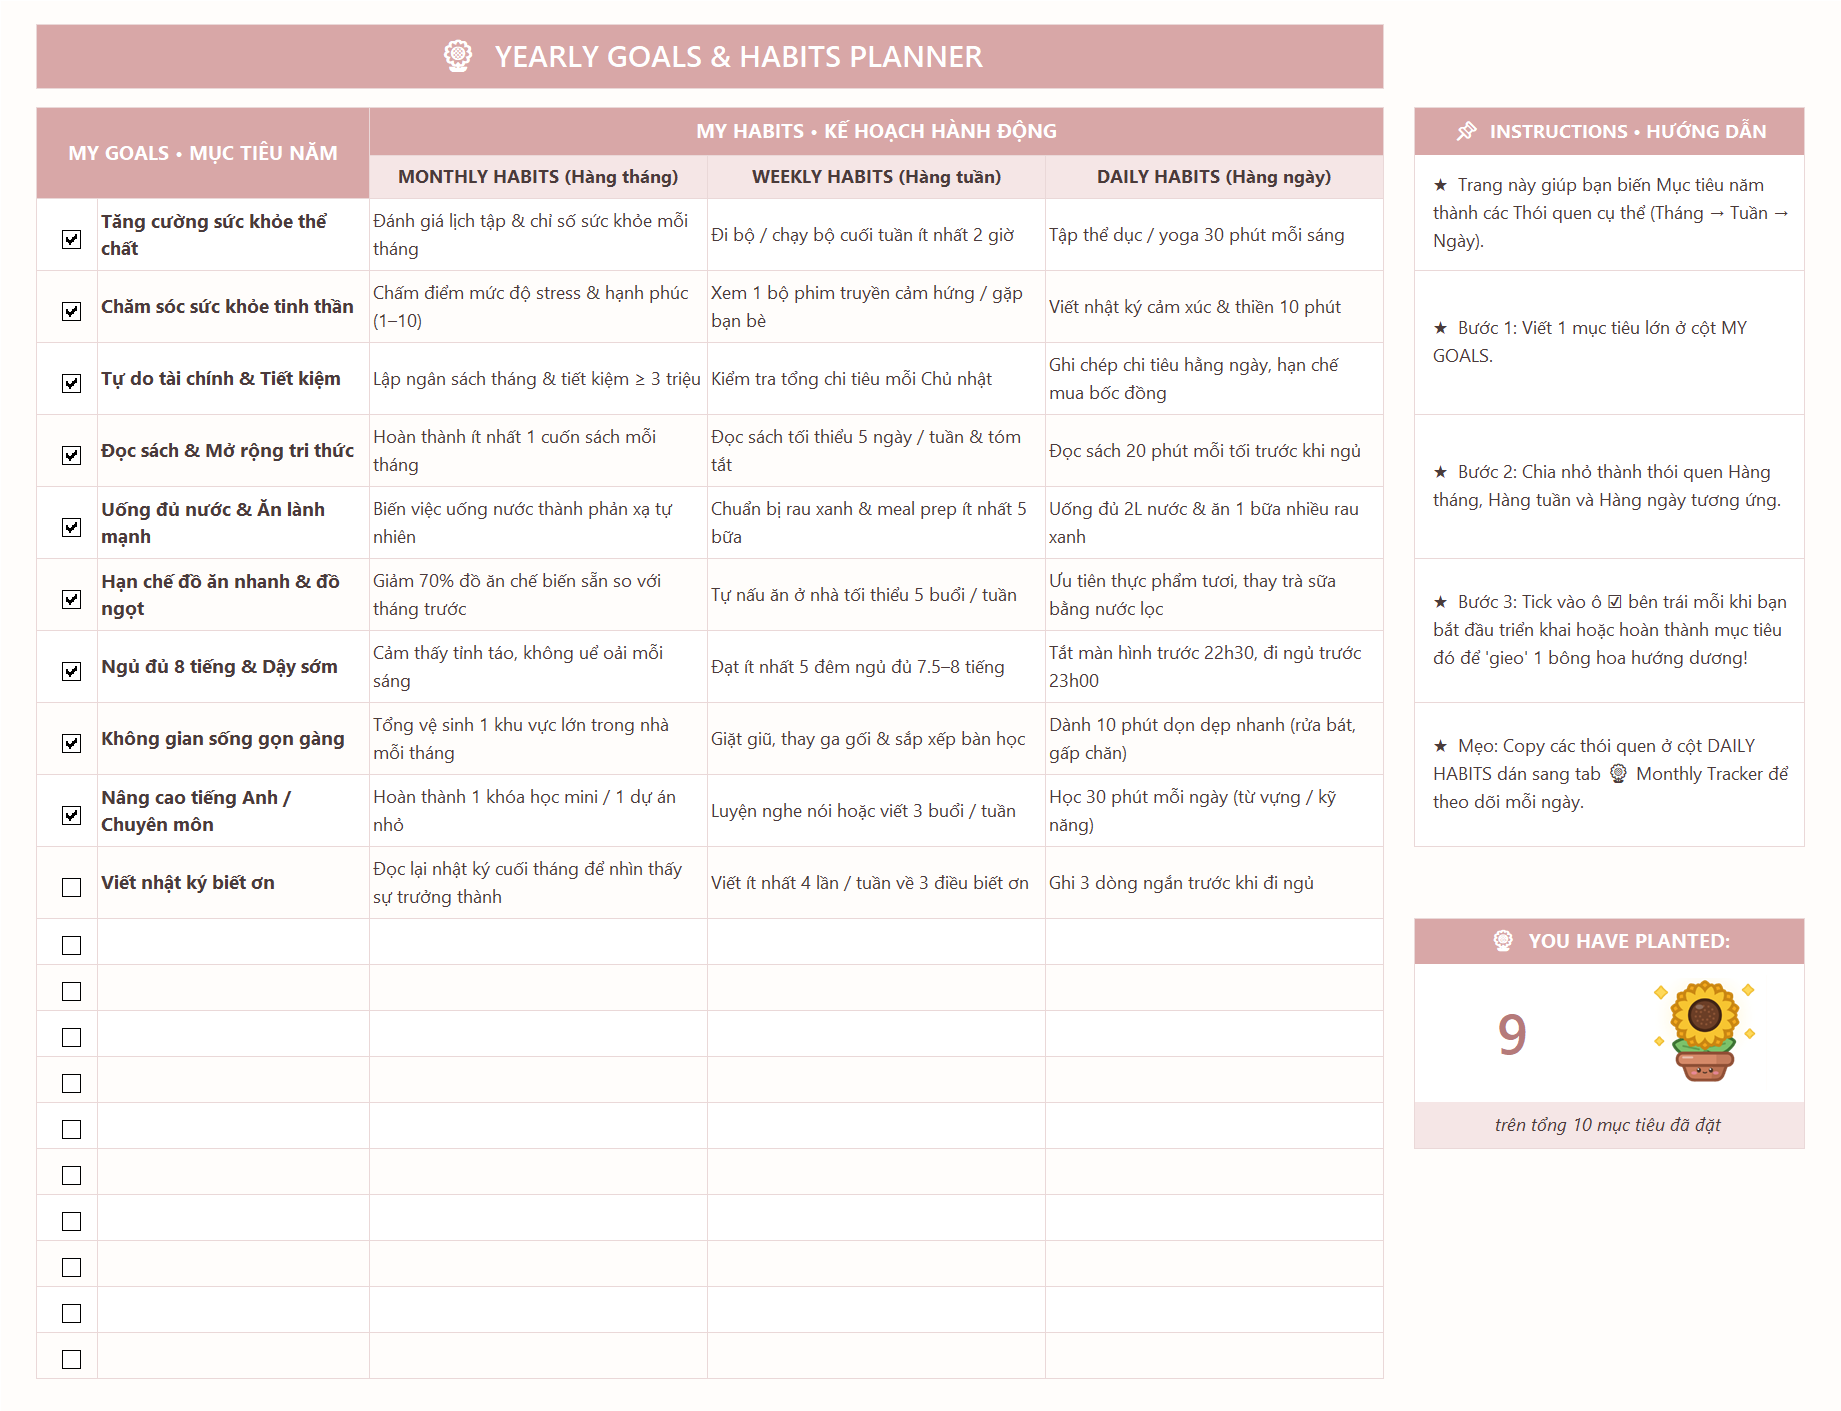 YEARLY GOALS & HABITS PLANNER
MY GOALS • MỤC TIÊU NĂM
MY HABITS • KẾ HOẠCH HÀNH ĐỘNG
MONTHLY HABITS (Hàng tháng)
WEEKLY HABITS (Hàng tuần)
DAILY HABITS (Hàng ngày)
Tăng cường sức khỏe thể
chất
Đánh giá lịch tập & chỉ số sức khỏe mỗi
tháng
Đi bộ / chạy bộ cuối tuần ít nhất 2 giờ
Tập thể dục / yoga 30 phút mỗi sáng
Chăm sóc sức khỏe tinh thần
Chấm điểm mức độ stress & hạnh phúc
(1–10)
Xem 1 bộ phim truyền cảm hứng / gặp
bạn bè
Viết nhật ký cảm xúc & thiền 10 phút
Tự do tài chính & Tiết kiệm
Lập ngân sách tháng & tiết kiệm ≥ 3 triệu
Kiểm tra tổng chi tiêu mỗi Chủ nhật
Ghi chép chi tiêu hằng ngày, hạn chế
mua bốc đồng
Đọc sách & Mở rộng tri thức
Hoàn thành ít nhất 1 cuốn sách mỗi
tháng
Đọc sách tối thiểu 5 ngày / tuần & tóm
tắt
Đọc sách 20 phút mỗi tối trước khi ngủ
Uống đủ nước & Ăn lành
mạnh
Biến việc uống nước thành phản xạ tự
nhiên
Chuẩn bị rau xanh & meal prep ít nhất 5
bữa
Uống đủ 2L nước & ăn 1 bữa nhiều rau
xanh
Hạn chế đồ ăn nhanh & đồ
ngọt
Giảm 70% đồ ăn chế biến sẵn so với
tháng trước
Tự nấu ăn ở nhà tối thiểu 5 buổi / tuần
Ưu tiên thực phẩm tươi, thay trà sữa
bằng nước lọc
Ngủ đủ 8 tiếng & Dậy sớm
Cảm thấy tỉnh táo, không uể oải mỗi
sáng
Đạt ít nhất 5 đêm ngủ đủ 7.5–8 tiếng
Tắt màn hình trước 22h30, đi ngủ trước
23h00
Không gian sống gọn gàng
Tổng vệ sinh 1 khu vực lớn trong nhà
mỗi tháng
Giặt giũ, thay ga gối & sắp xếp bàn học
Dành 10 phút dọn dẹp nhanh (rửa bát,
gấp chăn)
Nâng cao tiếng Anh /
Chuyên môn
Hoàn thành 1 khóa học mini / 1 dự án
nhỏ
Luyện nghe nói hoặc viết 3 buổi / tuần
Học 30 phút mỗi ngày (từ vựng / kỹ
năng)
Viết nhật ký biết ơn
Đọc lại nhật ký cuối tháng để nhìn thấy
sự trưởng thành
Viết ít nhất 4 lần / tuần về 3 điều biết ơn
Ghi 3 dòng ngắn trước khi đi ngủ
INSTRUCTIONS • HƯỚNG DẪN
★ Trang này giúp bạn biến Mục tiêu năm
thành các Thói quen cụ thể (Tháng → Tuần →
Ngày).
★ Bước 1: Viết 1 mục tiêu lớn ở cột MY
GOALS.
★ Bước 2: Chia nhỏ thành thói quen Hàng
tháng, Hàng tuần và Hàng ngày tương ứng.
★ Bước 3: Tick vào ô ☑ bên trái mỗi khi bạn
bắt đầu triển khai hoặc hoàn thành mục tiêu
đó để 'gieo' 1 bông hoa hướng dương!
★ Mẹo: Copy các thói quen ở cột DAILY
HABITS dán sang tab 🌻 Monthly Tracker để
theo dõi mỗi ngày.
YOU HAVE PLANTED:
9
trên tổng 10 mục tiêu đã đặt